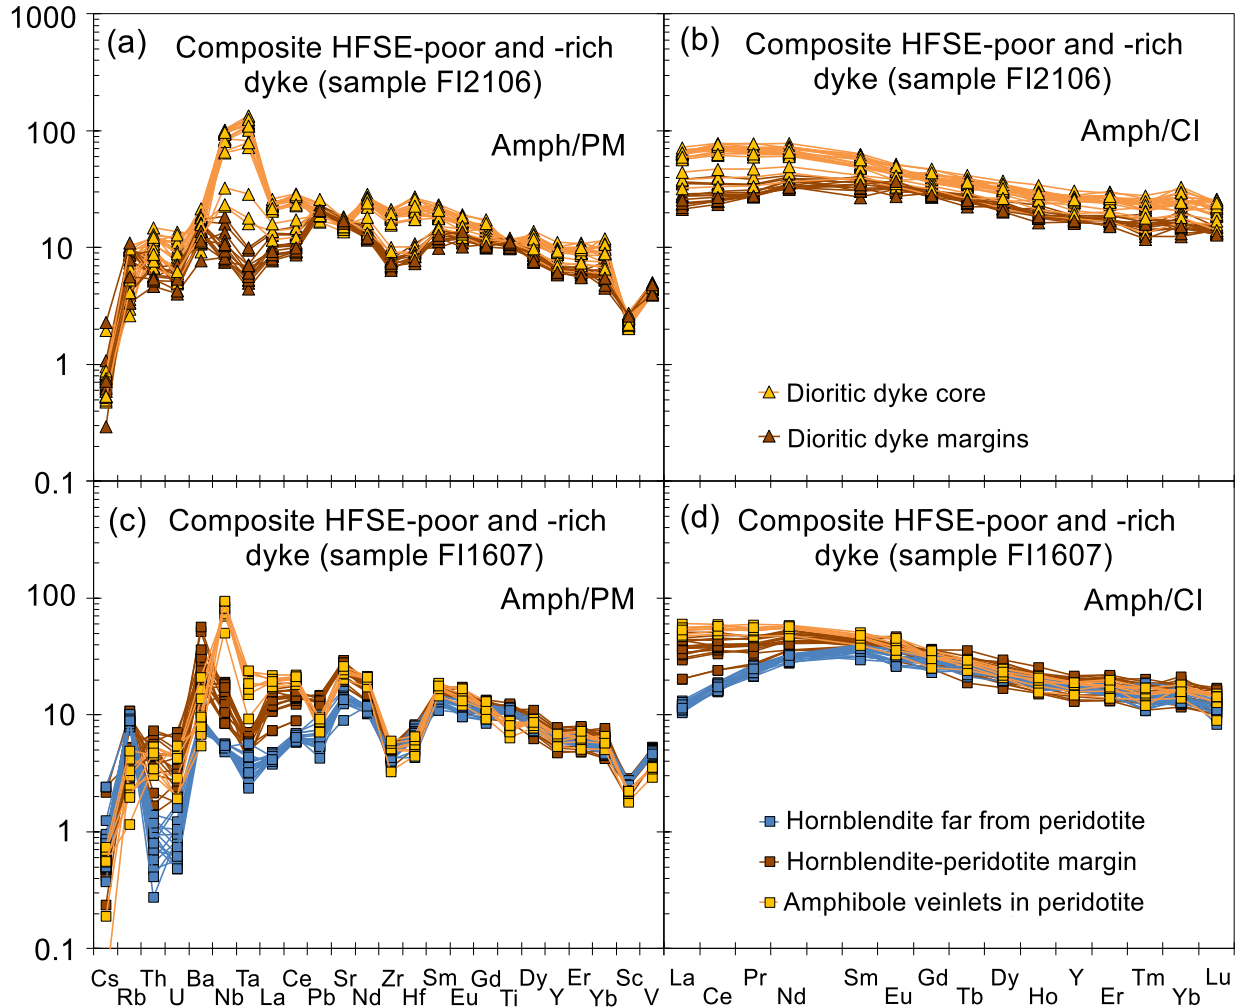 1000
100
10
1
0.1
100
10
1
0.1
(a) Composite HFSE-poor and -rich
dyke (sample FI2106)
Amph/PM
(b) Composite HFSE-poor and -rich
dyke (sample FI2106)
Amph/CI
Dioritic dyke core
Dioritic dyke margins
(c) Composite HFSE-poor and -rich
dyke (sample FI1607)
Amph/PM
(d) Composite HFSE-poor and -rich
dyke (sample FI1607)
Amph/CI
Hornblendite far from peridotite
Hornblendite-peridotite margin
Amphibole veinlets in peridotite
Cs Th Ba Ta Ce Sr Zr Sm Gd Dy Er Sc
Rb U Nb La Pb Nd Hf Eu Ti Y Yb V
La Pr Sm Gd Dy Y Tm Lu
Ce Nd Eu Tb Ho Er Yb